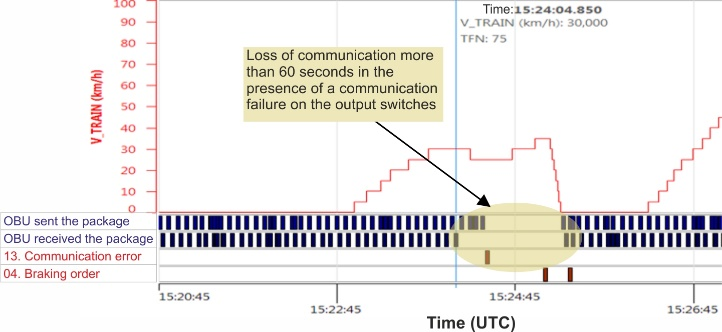 Time:15:24:04.850
V_TRAIN (km/h): 30,000
TFN: 75
Loss of communication more
than 60 seconds in the
presence of a communication
failure on the output switches
V_TRAIN (km/h)
100
90
80
70
60
50
40
30
20
10
0
OBU sent the package
OBU received the package
13. Communication error
04. Braking order
15:20:45
15:22:45
15:24:45
15:26:45
Time (UTC)